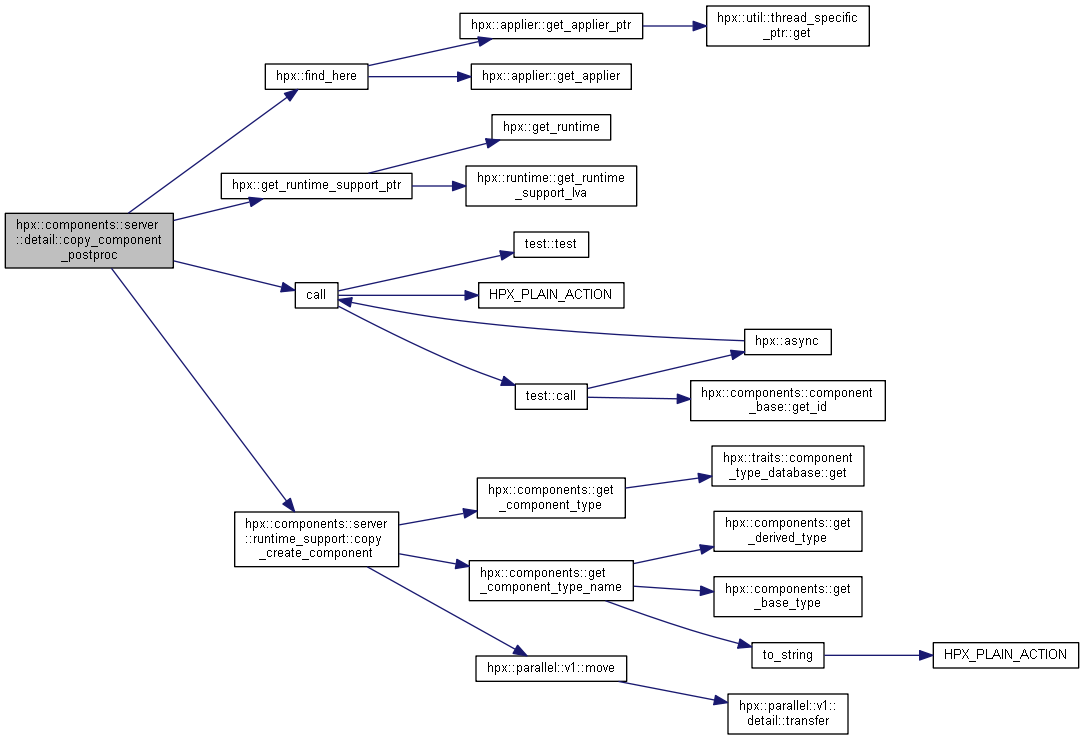 hpx::components::server
::detail::copy_component
_postproc
hpx::find_here
hpx::applier::get_applier_ptr
hpx::util::thread_specific
_ptr::get
hpx::applier::get_applier
hpx::get_runtime_support_ptr
hpx::get_runtime
hpx::runtime::get_runtime
_support_lva
call
test::test
HPX_PLAIN_ACTION
test::call
hpx::async
hpx::components::component
_base::get_id
hpx::components::server
::runtime_support::copy
_create_component
hpx::components::get
_component_type
hpx::traits::component
_type_database::get
hpx::components::get
_component_type_name
hpx::components::get
_derived_type
hpx::components::get
_base_type
to_string
HPX_PLAIN_ACTION
hpx::parallel::v1::move
hpx::parallel::v1::
detail::transfer